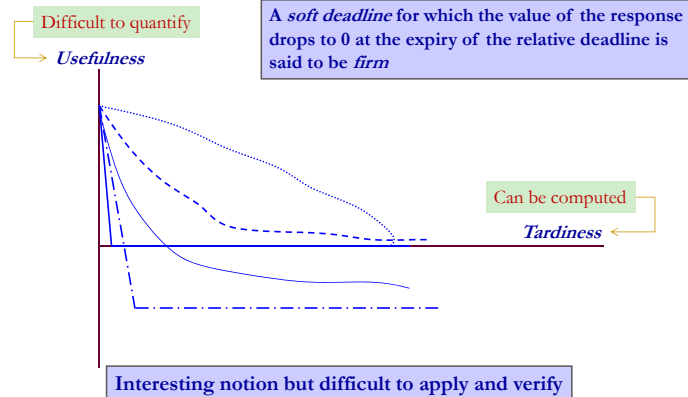 Difficult to quantify
A soft deadline for which the value of the response
drops to 0 at the expiry of the relative deadline is
said to be firm
Usefulness
Can be computed
Tardiness
Interesting notion but difficult to apply and verify